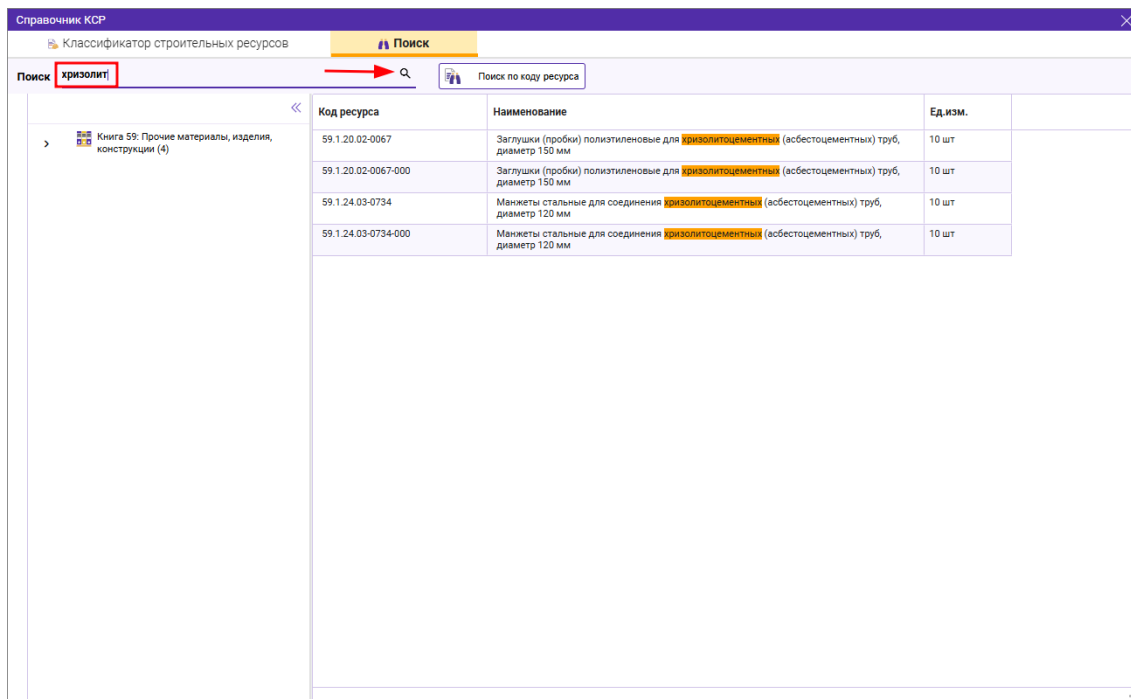 Справочник КСР
Классификатор строительных ресурсов
Поиск
Поиск
хризолит
Поиск по коду ресурса
Книга 59: Прочие материалы, изделия,
конструкции (4)
Код ресурса Наименование Ед.изм.
59.1.20.02-0067 Заглушки (пробки) полиэтиленовые для хризолитоцементных (асбестоцементных) труб, 10 шт
диаметр 150 мм
59.1.20.02-0067-000 Заглушки (пробки) полиэтиленовые для хризолитоцементных (асбестоцементных) труб, 10 шт
диаметр 150 мм
59.1.24.03-0734 Манжеты стальные для соединения хризолитоцементных (асбестоцементных) труб, 10 шт
диаметр 120 мм
59.1.24.03-0734-000 Манжеты стальные для соединения хризолитоцементных (асбестоцементных) труб, 10 шт
диаметр 120 мм